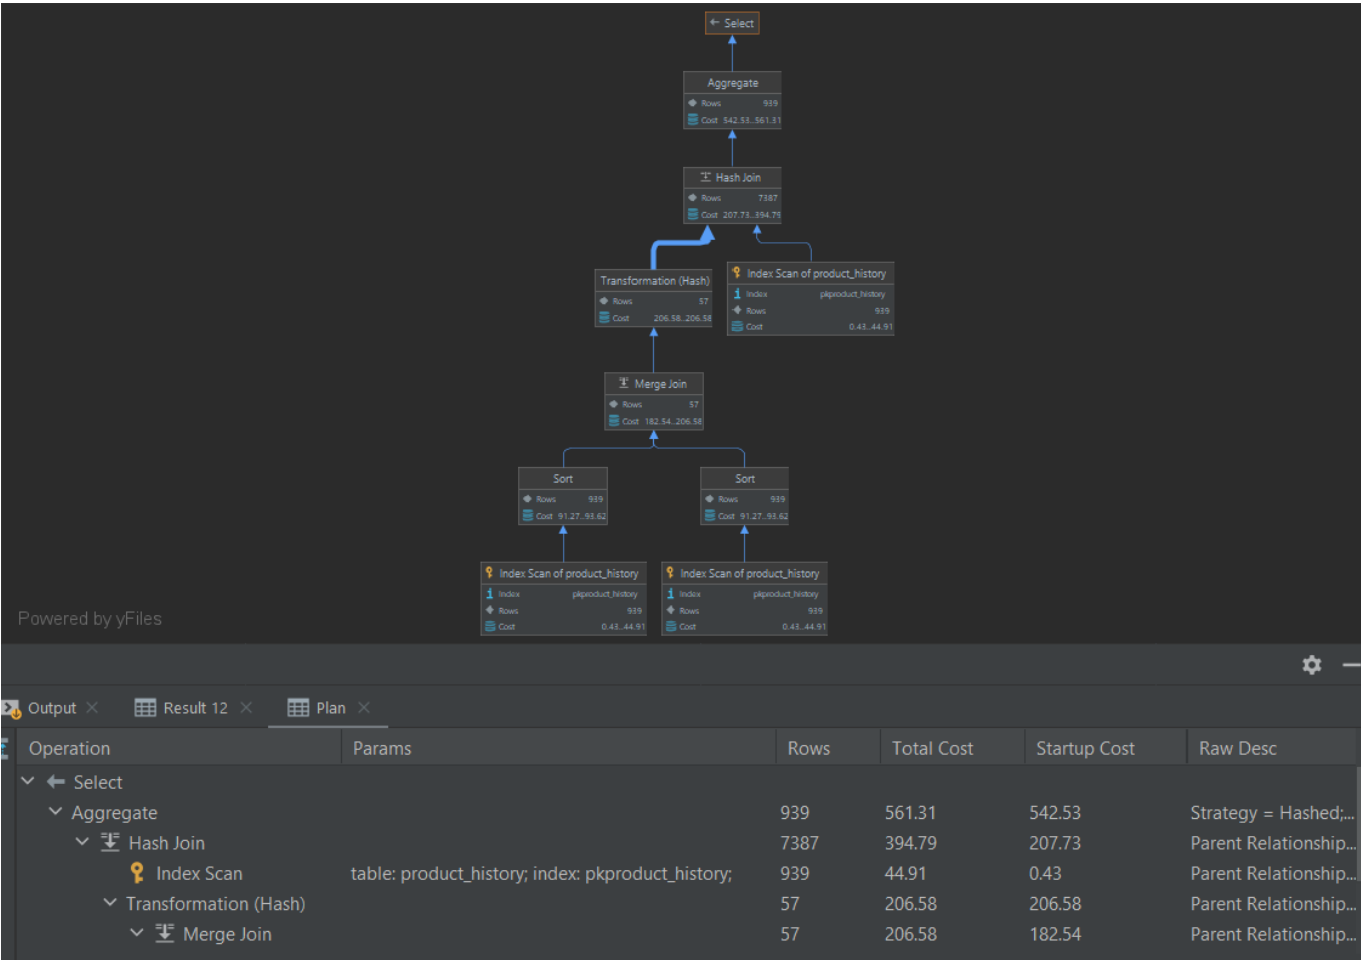 Select
Aggregate
Rows 939
Cost 542.53..561.31
Hash Join
Rows 7387
Cost 207.73..394.79
Transformation (Hash)
Rows 57
Cost 206.58..206.58
Index Scan of product_history
Index pkproduct_history
Rows 939
Cost 0.43..44.91
Merge Join
Rows 57
Cost 182.54..206.58
Sort
Rows 939
Cost 91.27..93.62
Sort
Rows 939
Cost 91.27..93.62
Index Scan of product_history
Index pkproduct_history
Rows 939
Cost 0.43..44.91
Index Scan of product_history
Index pkproduct_history
Rows 939
Cost 0.43..44.91
Powered by yFiles
Output Result 12 Plan
Operation Params Rows Total Cost Startup Cost Raw Desc
Select
Aggregate 939 561.31 542.53 Strategy = Hashed;...
Hash Join 7387 394.79 207.73 Parent Relationship...
Index Scan table: product_history; index: pkproduct_history; 939 44.91 0.43 Parent Relationship...
Transformation (Hash) 57 206.58 206.58 Parent Relationship...
Merge Join 57 206.58 182.54 Parent Relationship...